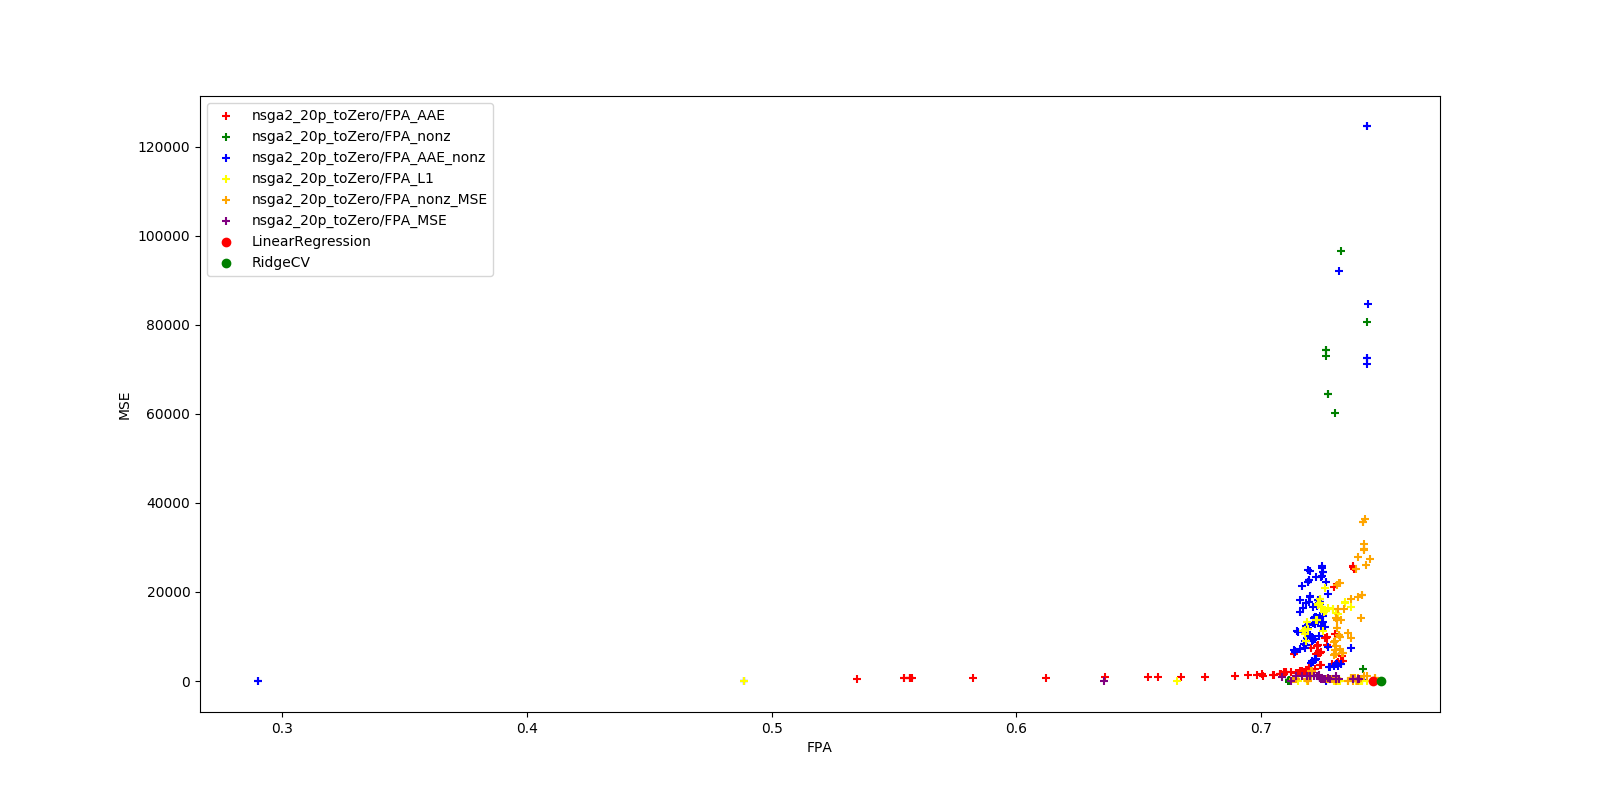 nsga2_20p_toZero/FPA_AAE
nsga2_20p_toZero/FPA_nonz
nsga2_20p_toZero/FPA_AAE_nonz
nsga2_20p_toZero/FPA_L1
nsga2_20p_toZero/FPA_nonz_MSE
nsga2_20p_toZero/FPA_MSE
LinearRegression
RidgeCV
MSE
120000
100000
80000
60000
40000
20000
0
0.3 0.4 0.5 0.6 0.7
FPA